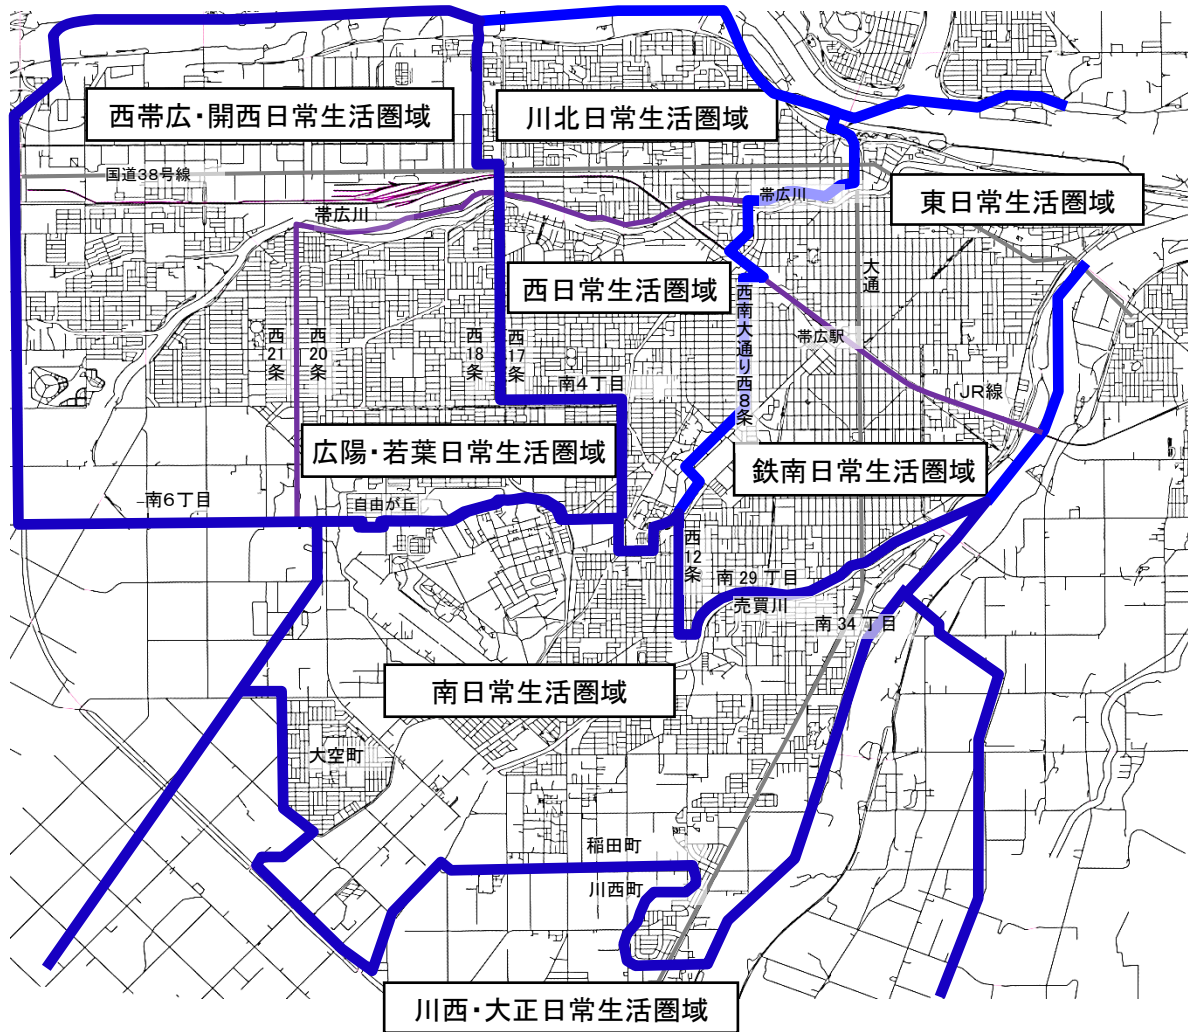 西帯広・開西日常生活圏域
川北日常生活圏域
国道38号線
帯広川
帯広川
東日常生活圏域
西日常生活圏域
大通
西南大通り西8条
帯広駅
西21条
西20条
西18条
西17条
南4丁目
JR線
広陽・若葉日常生活圏域
鉄南日常生活圏域
南6丁目
自由が丘
西12条
南29丁目
売買川
南34丁目
南日常生活圏域
大空町
稲田町
川西町
川西・大正日常生活圏域